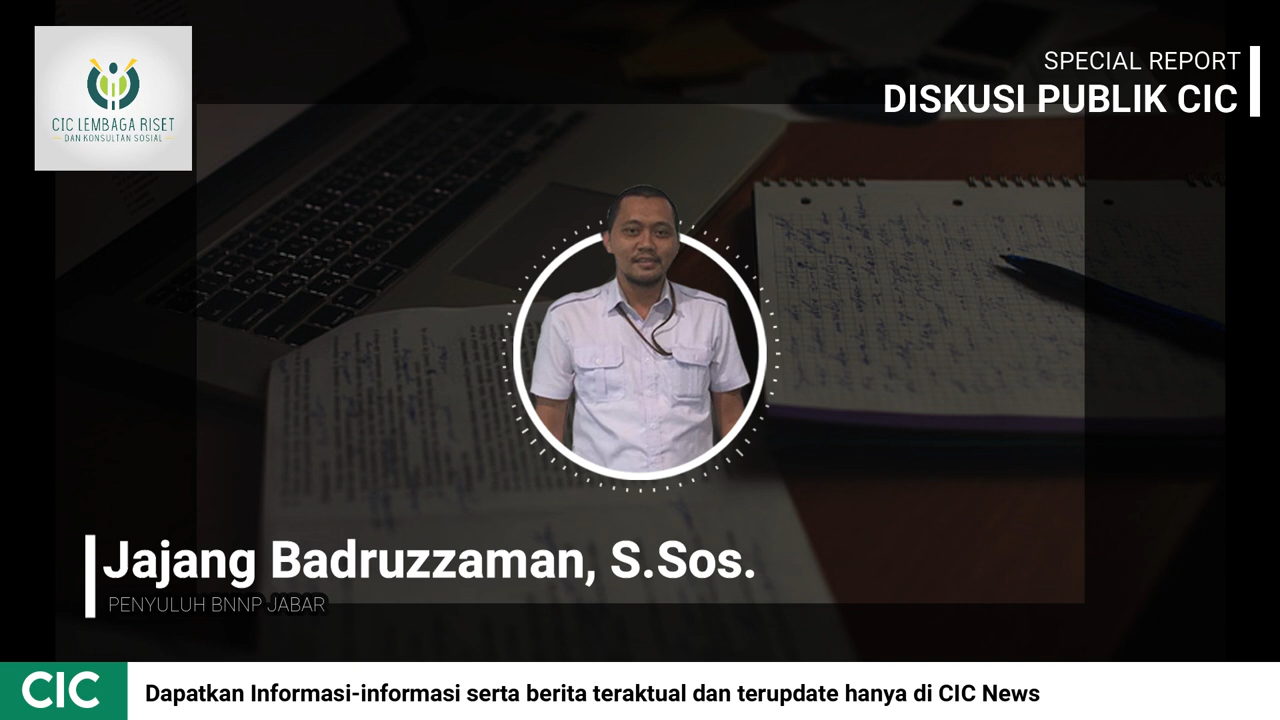 CIC LEMBAGA RISET
DAN KONSULTAN SOSIAL
SPECIAL REPORT
DISKUSI PUBLIK CIC
Jajang Badruzzaman, S.Sos.
PENYULUH BNNP JABAR
CIC
Dapatkan Informasi-informasi serta berita teraktual dan terupdate hanya di CIC News